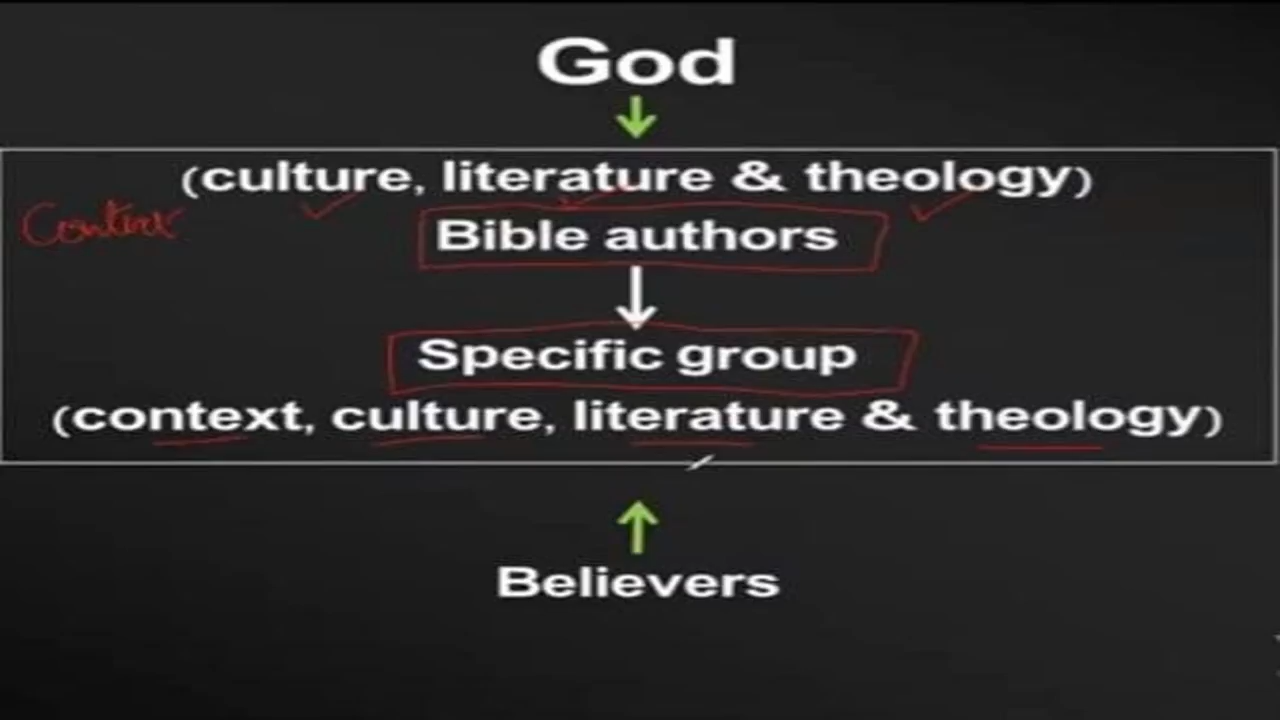 God
(culture, literature & theology)
Context
Bible authors
Specific group
(context, culture, literature & theology)
Believers